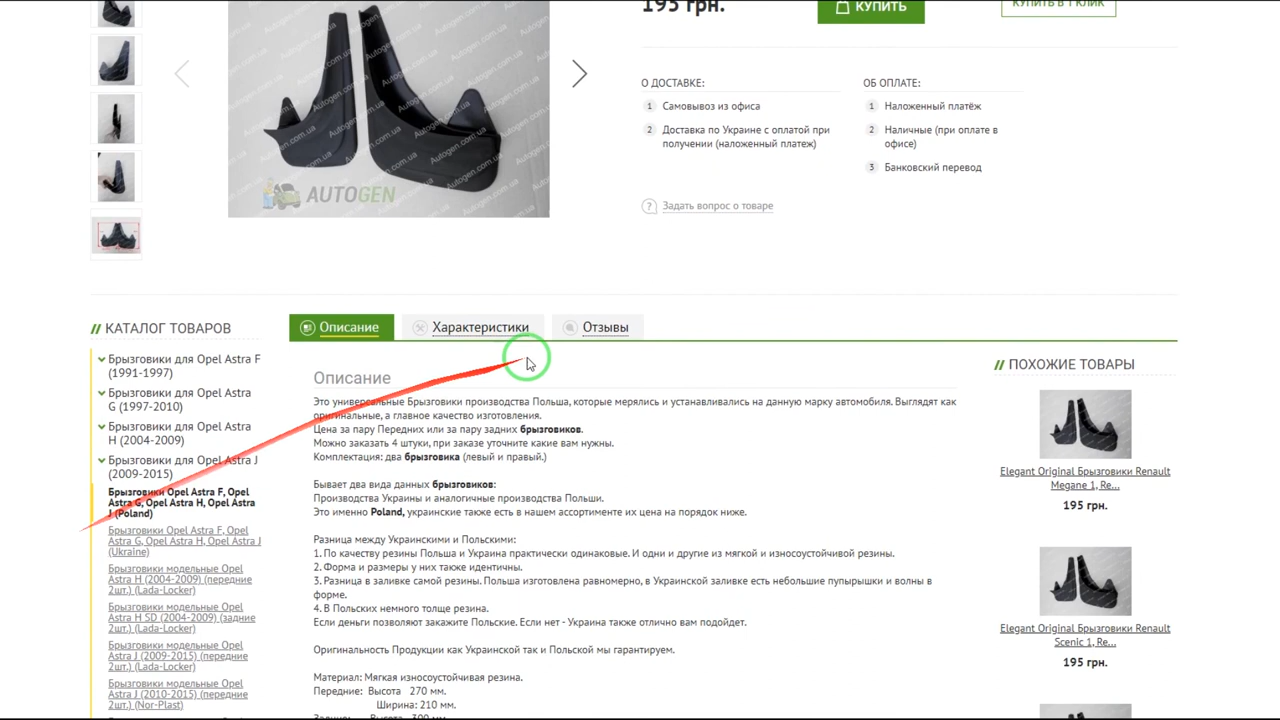 195 грн.
КУПИТЬ
КУПИТЬ В 1 КЛИК
Autogen.com.ua
AUTOGEN
О ДОСТАВКЕ:
1 Самовывоз из офиса
2 Доставка по Украине с оплатой при
получении (наложенный платеж)
ОБ ОПЛАТЕ:
1 Наложенный платёж
2 Наличные (при оплате в
офисе)
3 Банковский перевод
? Задать вопрос о товаре
// КАТАЛОГ ТОВАРОВ
Брызговики для Opel Astra F
(1991-1997)
Брызговики для Opel Astra
G (1997-2010)
Брызговики для Opel Astra
H (2004-2009)
Брызговики для Opel Astra J
(2009-2015)
Брызговики Opel Astra F, Opel
Astra G, Opel Astra H, Opel Astra
J (Poland)
Брызговики Opel Astra F, Opel
Astra G, Opel Astra H, Opel Astra J
(Ukraine)
Брызговики модельные Opel
Astra H (2004-2009) (передние
2шт.) (Lada-Locker)
Брызговики модельные Opel
Astra H SD (2004-2009) (задние
2шт.) (Lada-Locker)
Брызговики модельные Opel
Astra J (2009-2015) (передние
2шт.) (Lada-Locker)
Брызговики модельные Opel
Astra J (2010-2015) (передние
2шт.) (Nor-Plast)
Описание
Характеристики
Отзывы
Описание
Это универсальные Брызговики производства Польша, которые мерялись и устанавливались на данную марку автомобиля. Выглядят как
оригинальные, а главное качество изготовления.
Цена за пару Передних или за пару задних брызговиков.
Можно заказать 4 штуки, при заказе уточните какие вам нужны.
Комплектация: два брызговика (левый и правый.)
Бывает два вида данных брызговиков:
Производства Украины и аналогичные производства Польши.
Это именно Poland, украинские также есть в нашем ассортименте их цена на порядок ниже.
Разница между Украинскими и Польскими:
1. По качеству резины Польша и Украина практически одинаковые. И одни и другие из мягкой и износоустойчивой резины.
2. Форма и размеры у них также идентичны.
3. Разница в заливке самой резины. Польша изготовлена равномерно, в Украинской заливке есть небольшие пупырышки и волны в
форме.
4. В Польских немного толще резина.
Если деньги позволяют закажите Польские. Если нет - Украина также отлично вам подойдет.
Оригинальность Продукции как Украинской так и Польской мы гарантируем.
Материал: Мягкая износоустойчивая резина.
Передние: Высота 270 мм.
Ширина: 210 мм.
Задние: Высота 300 мм.
// ПОХОЖИЕ ТОВАРЫ
Elegant Original Брызговики Renault
Megane 1, Re...
195 грн.
Elegant Original Брызговики Renault
Scenic 1, Re...
195 грн.